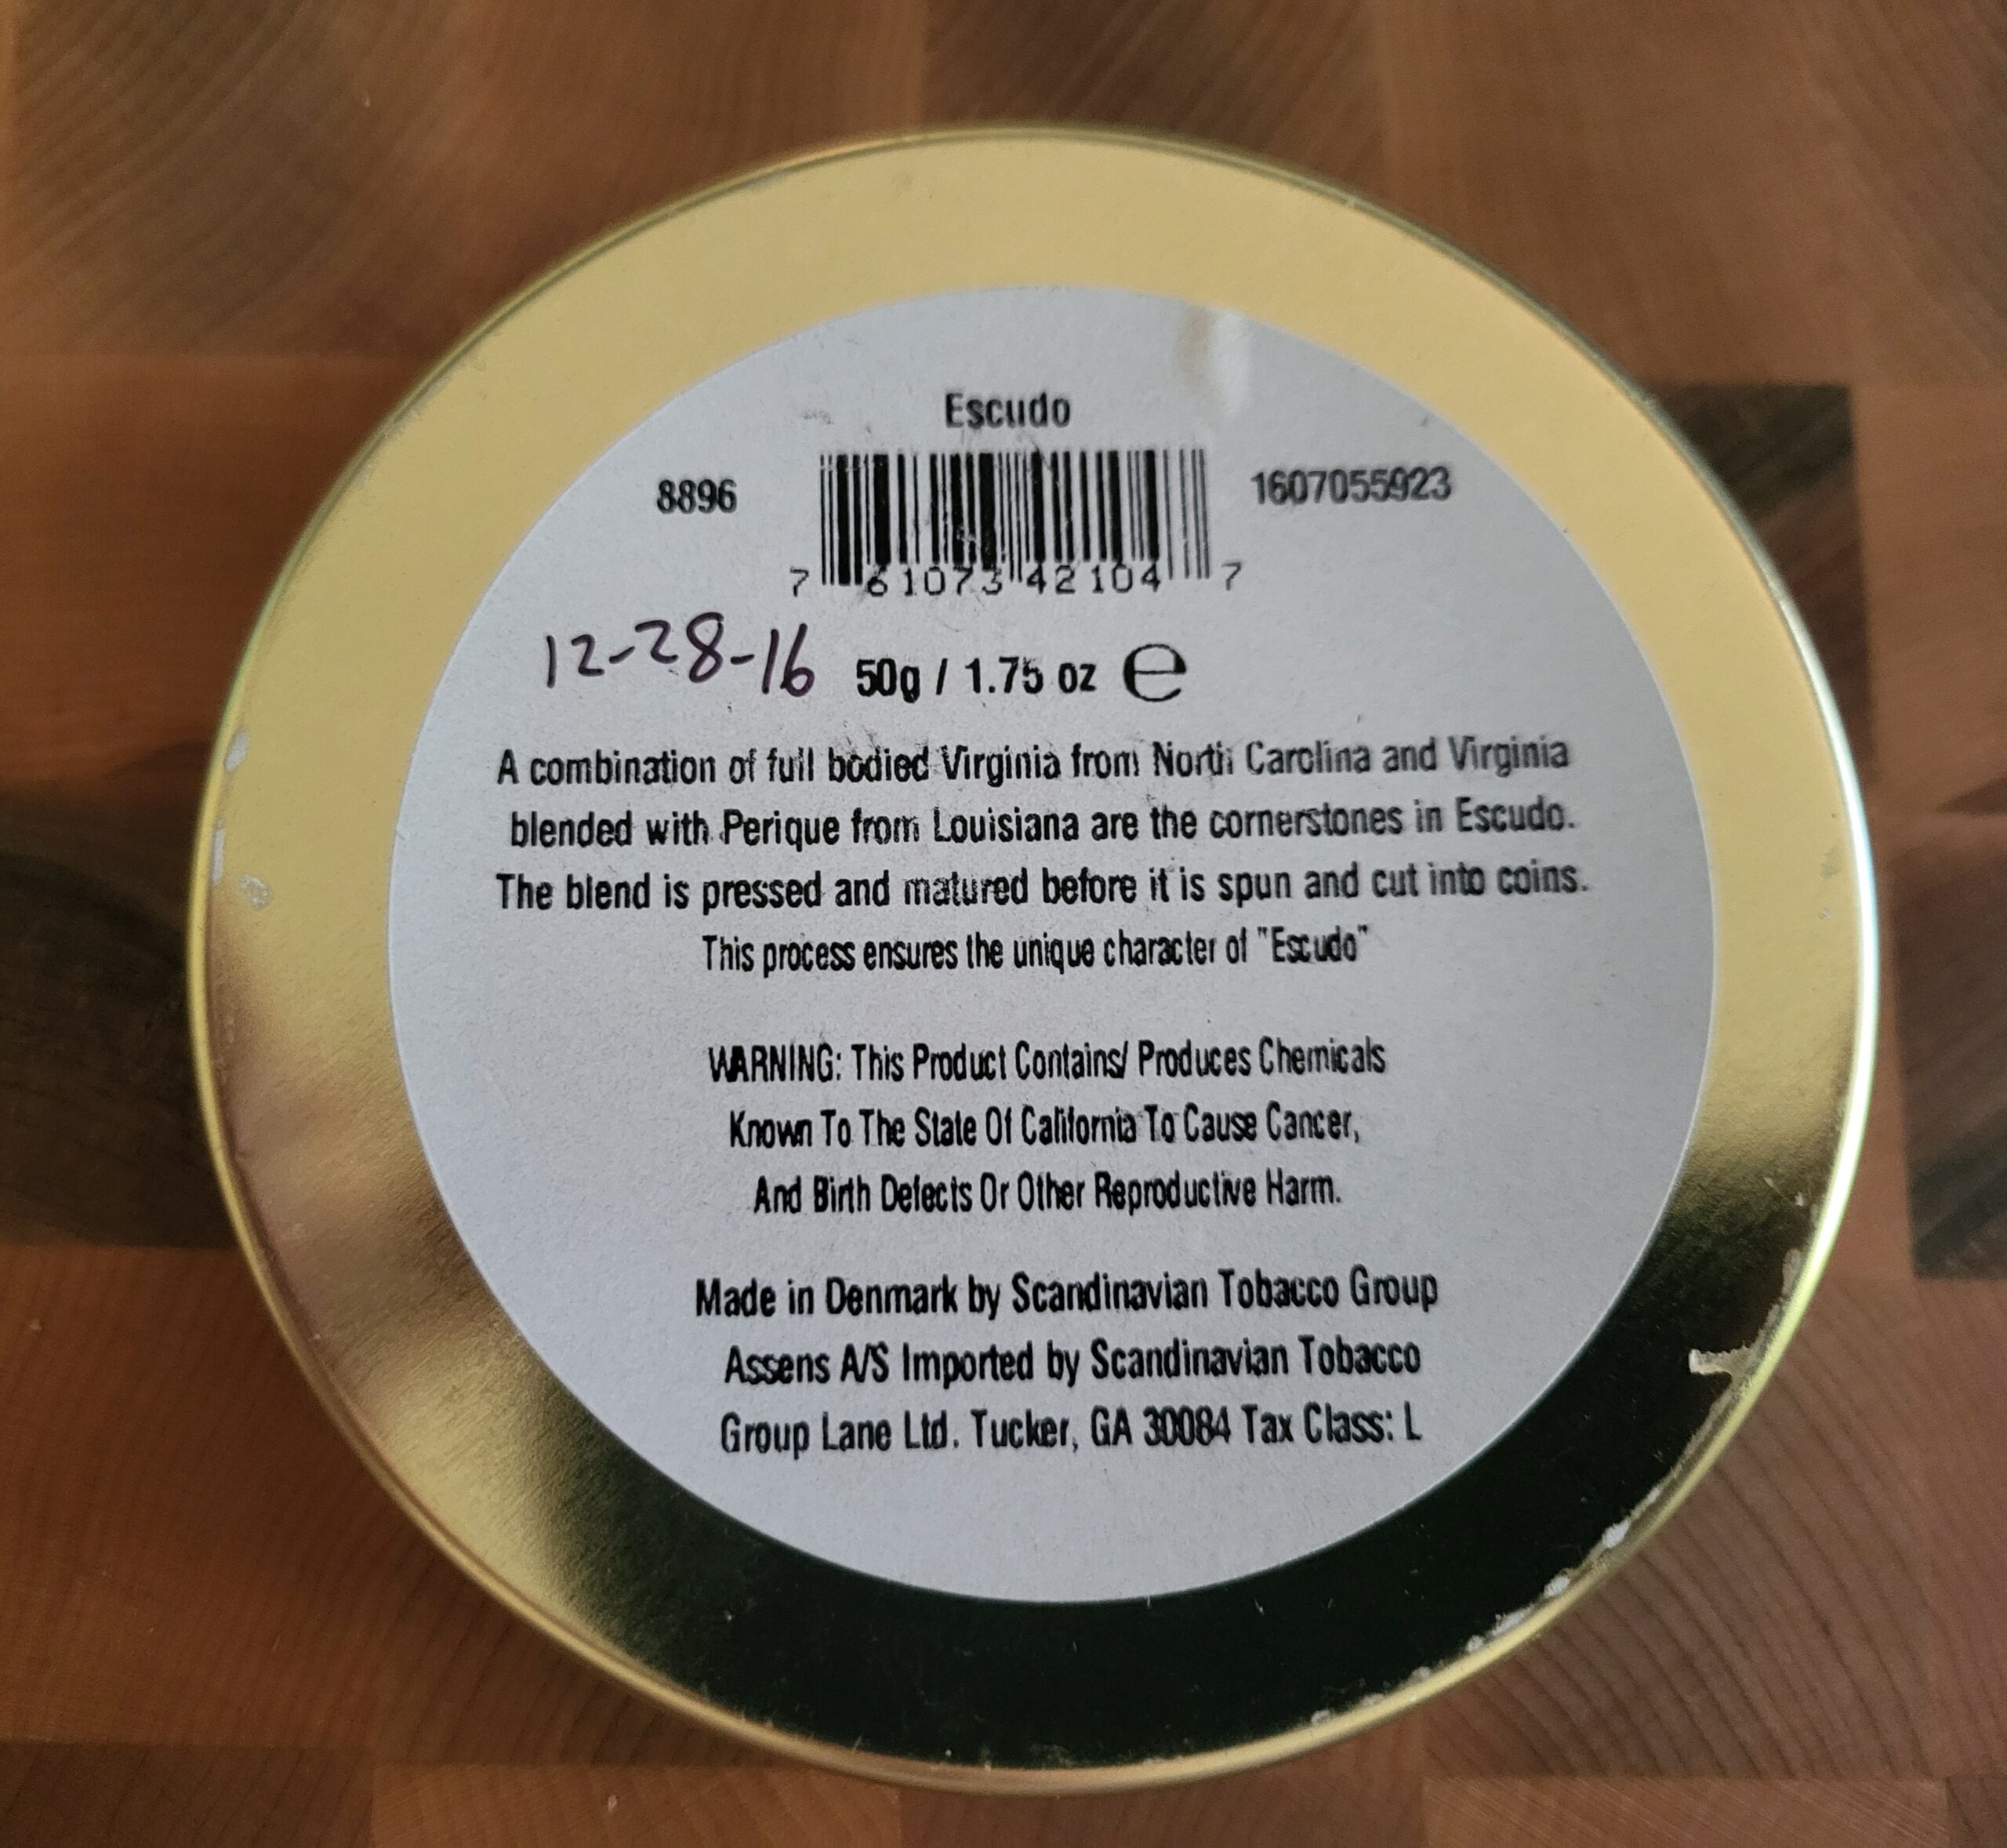 Escudo
8896
1607055923
7 61073 42104 7
12-28-16
50g / 1.75 oz ℮
A combination of full bodied Virginia from North Carolina and Virginia
blended with Perique from Louisiana are the cornerstones in Escudo.
The blend is pressed and matured before it is spun and cut into coins.
This process ensures the unique character of "Escudo"
WARNING: This Product Contains/ Produces Chemicals
Known To The State Of California To Cause Cancer,
And Birth Defects Or Other Reproductive Harm.
Made in Denmark by Scandinavian Tobacco Group
Assens A/S Imported by Scandinavian Tobacco
Group Lane Ltd. Tucker, GA 30084 Tax Class: L